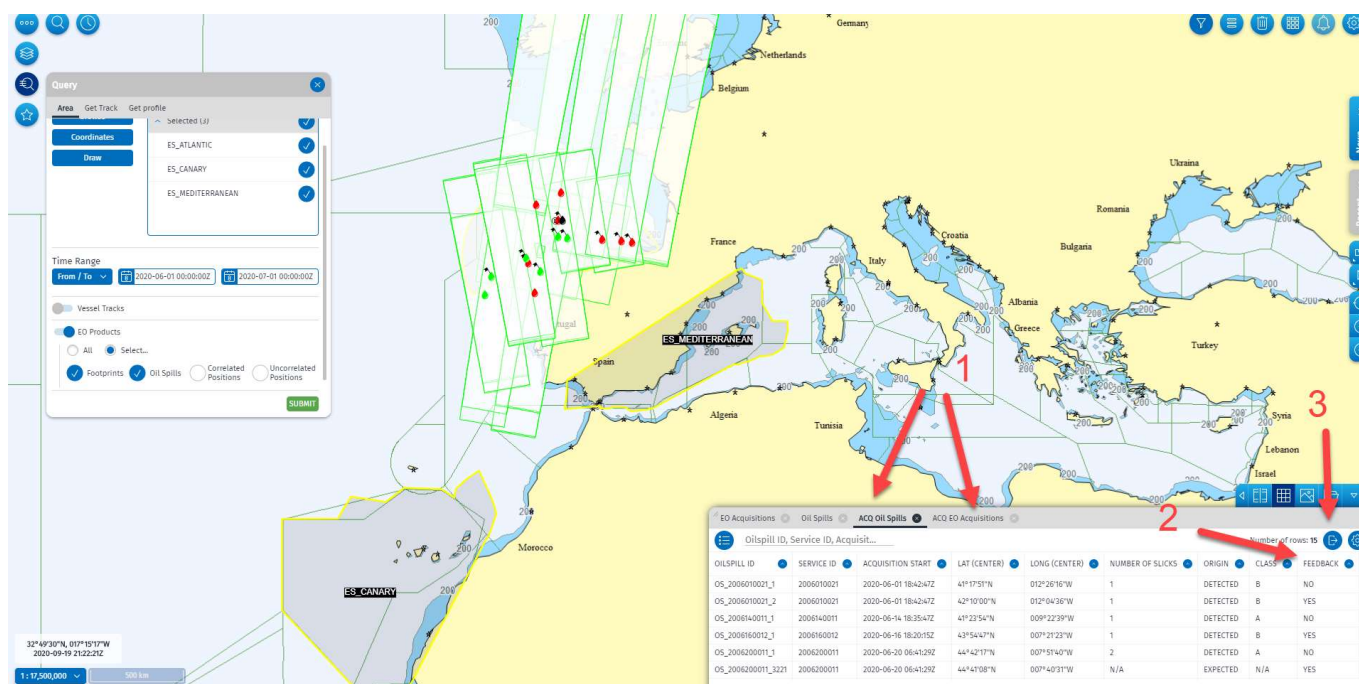 Query
Area Get Track Get profile
Selected (3)
Coordinates
Draw
ES_ATLANTIC
ES_CANARY
ES_MEDITERRANEAN
Time Range
From / To
2020-06-01 00:00:00Z
2020-07-01 00:00:00Z
Vessel Tracks
EO Products
All Select...
Footprints Oil Spills Correlated Positions Uncorrelated Positions
SUBMIT
200
Germany
Netherlands
Belgium
Ukraina
Romania
France
Croatia
Bulgaria
200
Italy
200
Albania
Greece
Turkey
ES_MEDITERRANEAN
Spain
Algeria
Tunisia
Syria
Lebanon
Israel
Morocco
ES_CANARY
200
1
2
3
32°49'30"N, 017°15'17"W
2020-09-19 21:22:21Z
1 : 17,500,000
500 km
EO Acquisitions Oil Spills ACQ Oil Spills ACQ EO Acquisitions
Oilspill ID, Service ID, Acquisit...
Number of rows: 15
OILSPILL ID SERVICE ID ACQUISITION START LAT (CENTER) LONG (CENTER) NUMBER OF SLICKS ORIGIN CLASS FEEDBACK
OS_2006010021_1 2006010021 2020-06-01 18:42:47Z 41°17'51"N 012°26'16"W 1 DETECTED B NO
OS_2006010021_2 2006010021 2020-06-01 18:42:47Z 42°10'00"N 012°04'36"W 1 DETECTED B YES
OS_2006140011_1 2006140011 2020-06-14 18:35:47Z 41°23'54"N 009°22'39"W 1 DETECTED A NO
OS_2006160012_1 2006160012 2020-06-16 18:20:15Z 43°54'47"N 007°21'23"W 1 DETECTED B YES
OS_2006200011_1 2006200011 2020-06-20 06:41:29Z 44°42'17"N 007°51'40"W 2 DETECTED A NO
OS_2006200011_3221 2006200011 2020-06-20 06:41:29Z 44°41'08"N 007°40'31"W N/A EXPECTED N/A YES